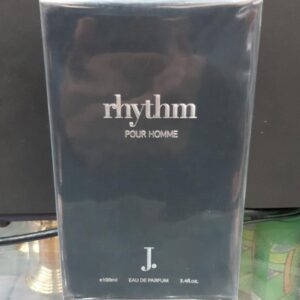 rhythm
POUR HOMME
J.
e100ml EAU DE PARFUM 3.4fl.oz.